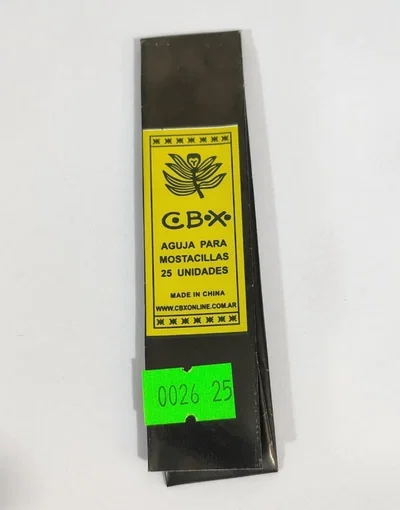 CBX
AGUJA PARA
MOSTACILLAS
25 UNIDADES
MADE IN CHINA
WWW.CBXONLINE.COM.AR
0026 25